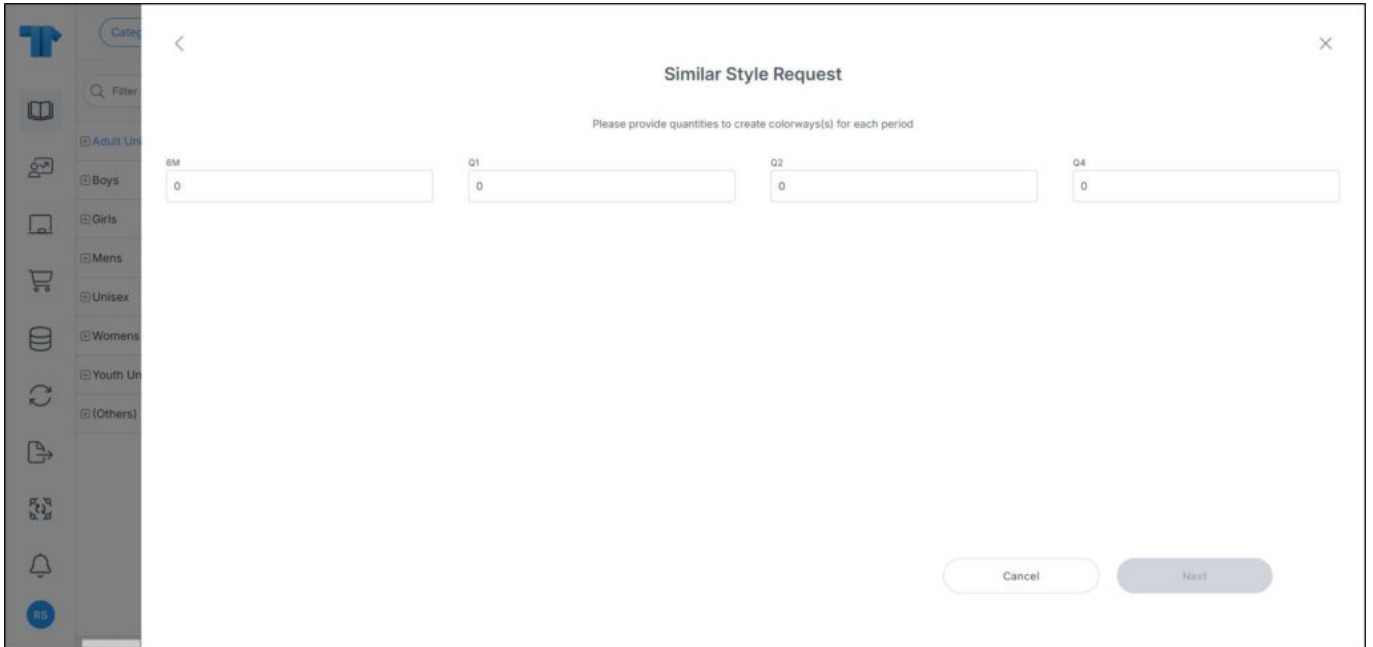 Categ
Similar Style Request
Filter
Please provide quantities to create colorways(s) for each period
Adult Uni
6M Q1 Q2 Q4
Boys
0 0 0 0
Girls
Mens
Unisex
Womens
Youth Un
(Others)
Cancel Next
RS